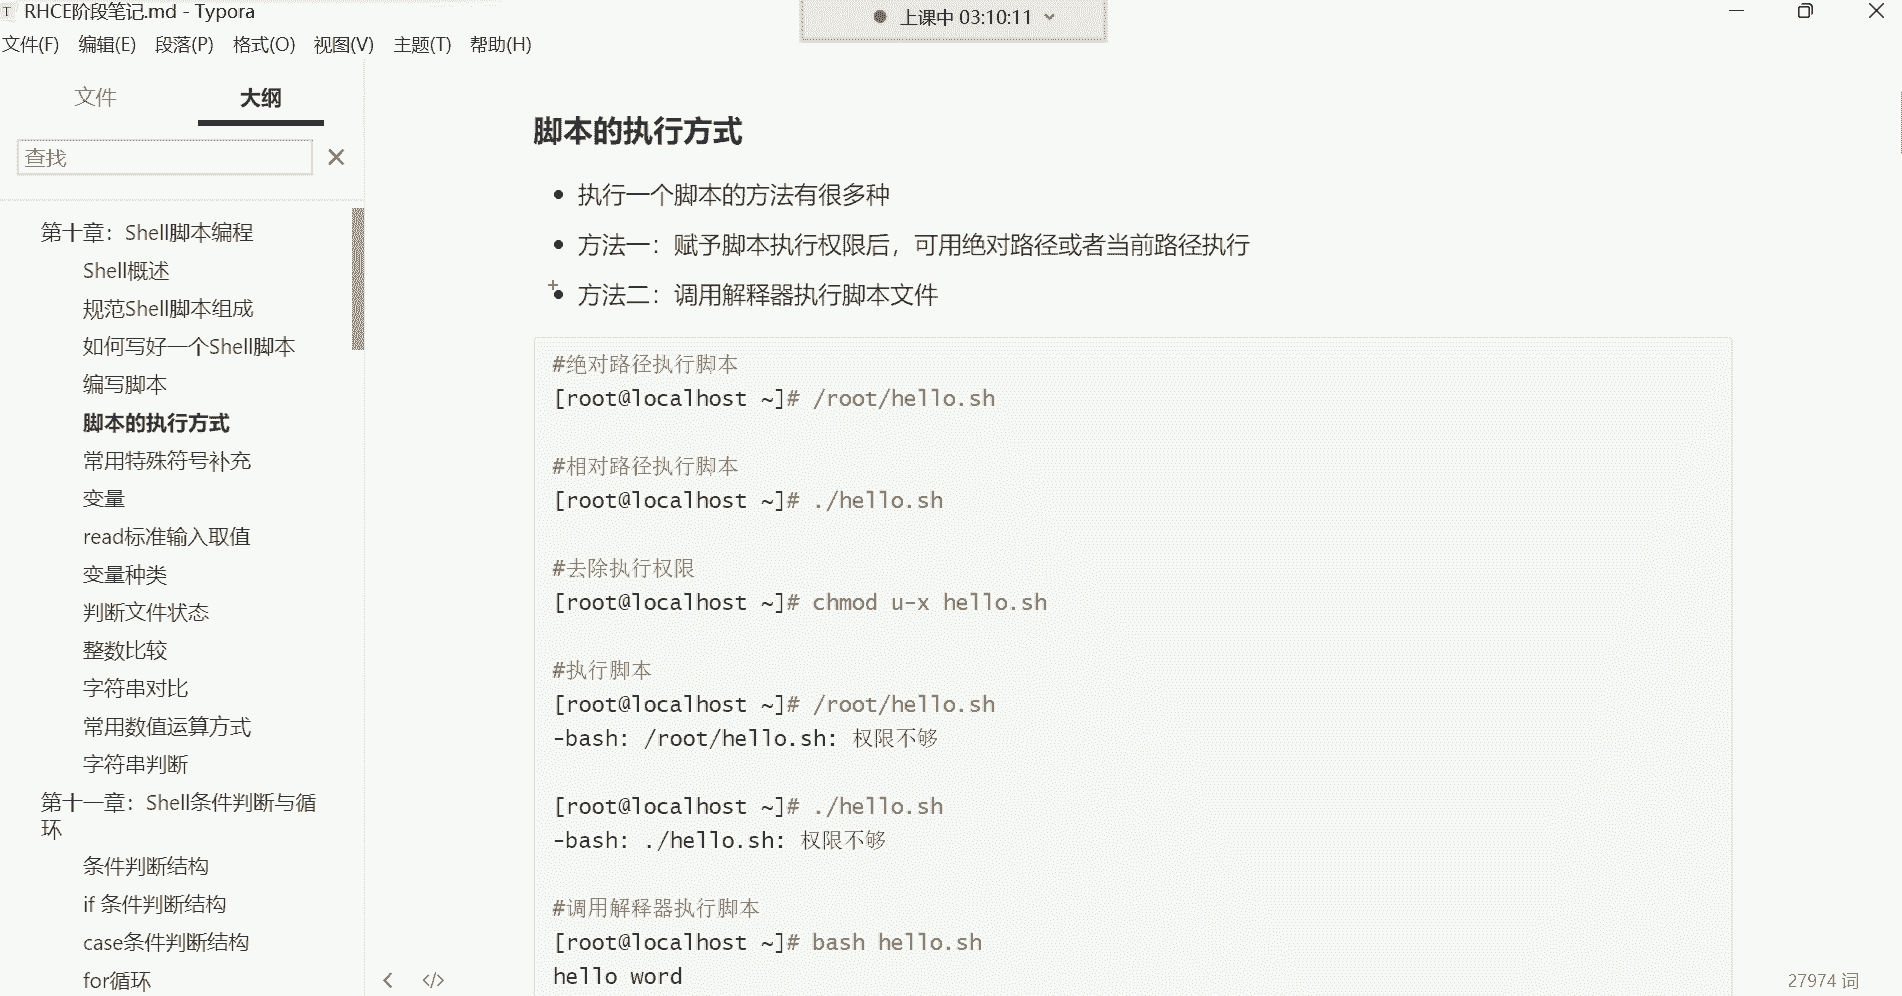 RHCE阶段笔记.md - Typora
上课中 03:10:11
文件(F) 编辑(E) 段落(P) 格式(O) 视图(V) 主题(T) 帮助(H)
文件 大纲
查找
第十章：Shell脚本编程
Shell概述
规范Shell脚本组成
如何写好一个Shell脚本
编写脚本
脚本的执行方式
常用特殊符号补充
变量
read标准输入取值
变量种类
判断文件状态
整数比较
字符串对比
常用数值运算方式
字符串判断
第十一章：Shell条件判断与循
环
条件判断结构
if 条件判断结构
case条件判断结构
for循环
脚本的执行方式
执行一个脚本的方法有很多种
方法一：赋予脚本执行权限后，可用绝对路径或者当前路径执行
方法二：调用解释器执行脚本文件
#绝对路径执行脚本
[root@localhost ~]# /root/hello.sh
#相对路径执行脚本
[root@localhost ~]# ./hello.sh
#去除执行权限
[root@localhost ~]# chmod u-x hello.sh
#执行脚本
[root@localhost ~]# /root/hello.sh
-bash: /root/hello.sh: 权限不够
[root@localhost ~]# ./hello.sh
-bash: ./hello.sh: 权限不够
#调用解释器执行脚本
[root@localhost ~]# bash hello.sh
hello word
27974 词